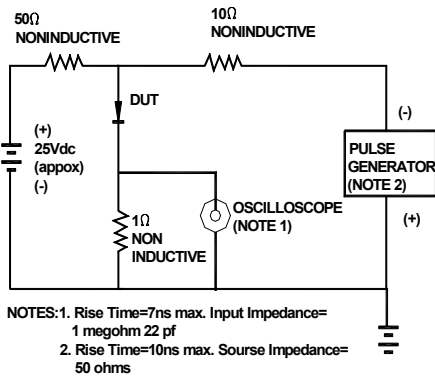 50Ω
NONINDUCTIVE
10Ω
NONINDUCTIVE
DUT
(+)
25Vdc
(appox)
(-)
(-)
PULSE
GENERATOR
(NOTE 2)
(+)
1Ω
NON
INDUCTIVE
OSCILLOSCOPE
(NOTE 1)
NOTES:1. Rise Time=7ns max. Input Impedance=
1 megohm 22 pf
2. Rise Time=10ns max. Sourse Impedance=
50 ohms